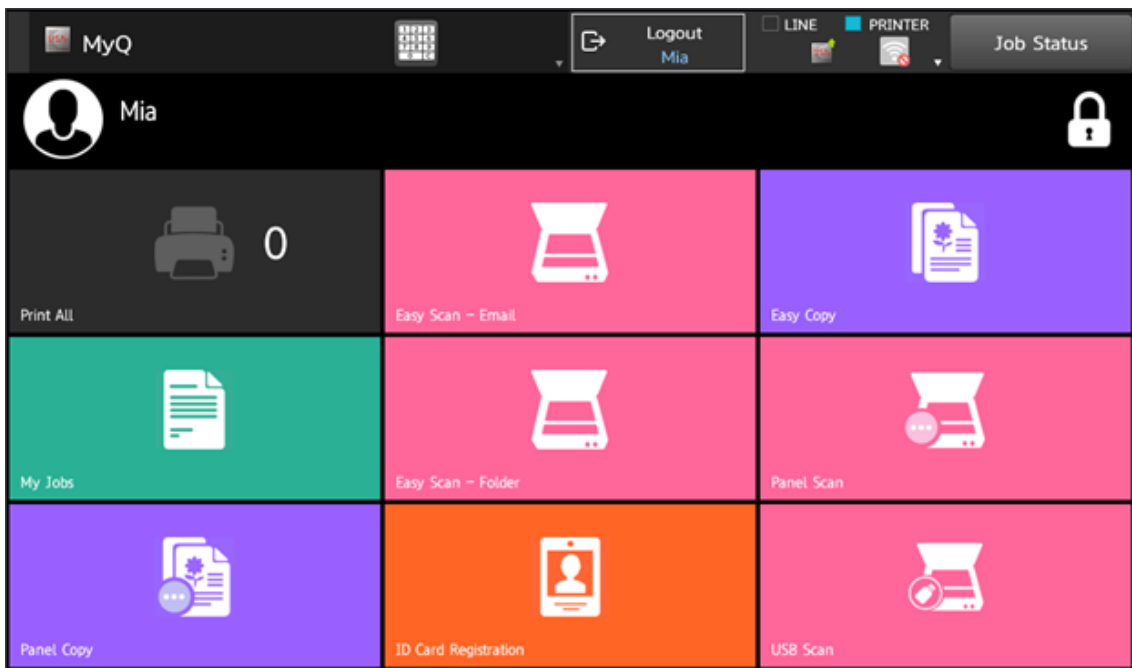 MyQ
Logout
Mia
LINE
PRINTER
Job Status
Mia
0
Print All
Easy Scan – Email
Easy Copy
My Jobs
Easy Scan – Folder
Panel Scan
Panel Copy
ID Card Registration
USB Scan